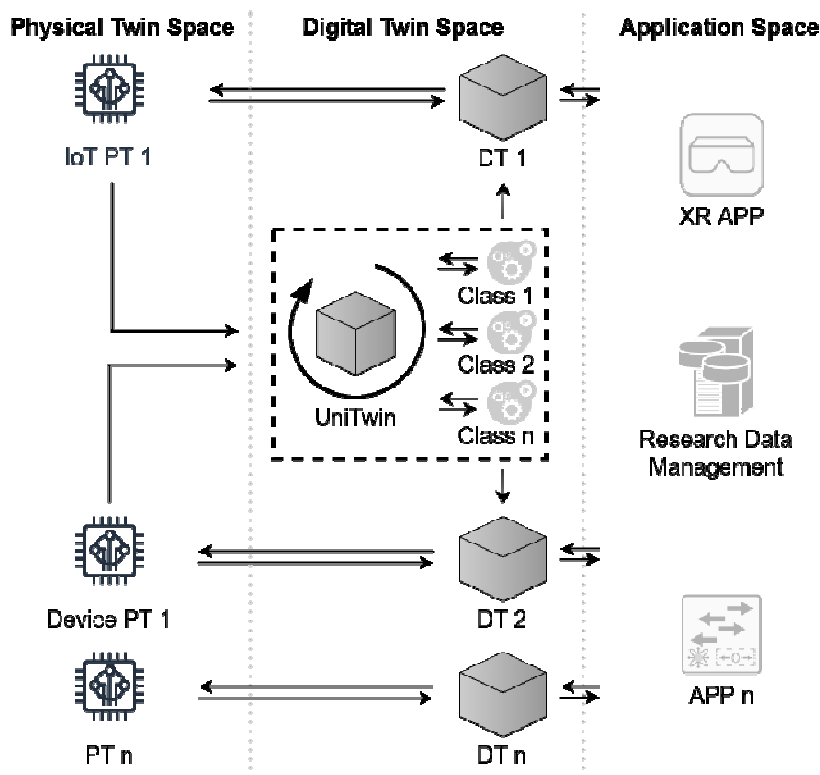 Physical Twin Space
Digital Twin Space
Application Space
IoT PT 1
DT 1
XR APP
Class 1
Class 2
Class n
UniTwin
Research Data
Management
Device PT 1
DT 2
APP n
PT n
DT n